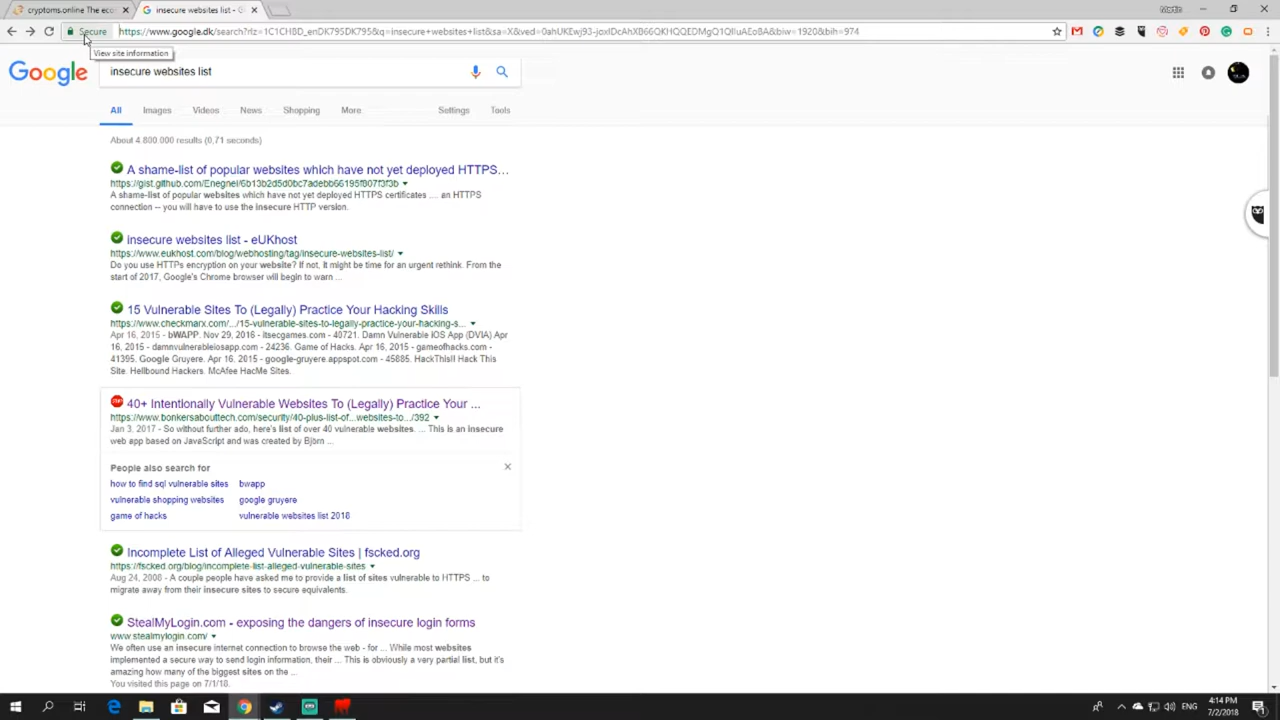 cryptoms.online The eco
insecure websites list -
Secure
https://www.google.dk/search?rlz=1C1CHBD_enDK795DK795&q=insecure+websites+list&sa=X&ved=
&biw=1920&bih=974
View site information
Google
insecure websites list
All Images Videos News Shopping More Settings Tools
About 4.800.000 results (0,71 seconds)
A shame-list of popular websites which have not yet deployed HTTPS...
https://gist.github.com/Enegnei/
A shame-list of popular websites which have not yet deployed HTTPS certificates .... an HTTPS
connection -- you will have to use the insecure HTTP version.
insecure websites list - eUKhost
https://www.eukhost.com/blog/webhosting/tag/insecure-websites-list/
Do you use HTTPs encryption on your website? If not, it might be time for an urgent rethink. From the
start of 2017, Google's Chrome browser will begin to warn ...
15 Vulnerable Sites To (Legally) Practice Your Hacking Skills
https://www.checkmarx.com/.../15-vulnerable-sites-to-legally-practice-your-hacking-s...
Apr 16, 2015 - bWAPP. Nov 29, 2016 - itsecgames.com - 40721. Damn Vulnerable iOS App (DVIA) Apr
16, 2015 - damnvulnerableiosapp.com - 24236. Game of Hacks. Apr 16, 2015 - gameofhacks.com -
41395. Google Gruyere. Apr 16, 2015 - google-gruyere.appspot.com - 45885. HackThis!! Hack This
Site. Hellbound Hackers. McAfee HacMe Sites.
STOP
40+ Intentionally Vulnerable Websites To (Legally) Practice Your ...
https://www.bonkersabouttech.com/security/40-plus-list-of...websites-to.../392
Jan 3, 2017 - So without further ado, here's list of over 40 vulnerable websites. ... This is an insecure
web app based on JavaScript and was created by Björn ...
People also search for
how to find sql vulnerable sites bwapp
vulnerable shopping websites google gruyere
game of hacks vulnerable websites list 2018
Incomplete List of Alleged Vulnerable Sites | fscked.org
https://fscked.org/blog/incomplete-list-alleged-vulnerable-sites
Aug 24, 2008 - A couple people have asked me to provide a list of sites vulnerable to HTTPS ... to
migrate away from their insecure sites to secure equivalents.
StealMyLogin.com - exposing the dangers of insecure login forms
www.stealmylogin.com/
We often use an insecure internet connection to browse the web - for ... While most websites
implemented a secure way to send login information, their ... This is obviously a very partial list, but it's
amazing how many of the biggest sites on the ...
You visited this page on 7/1/18.
ENG
4:14 PM
7/2/2018